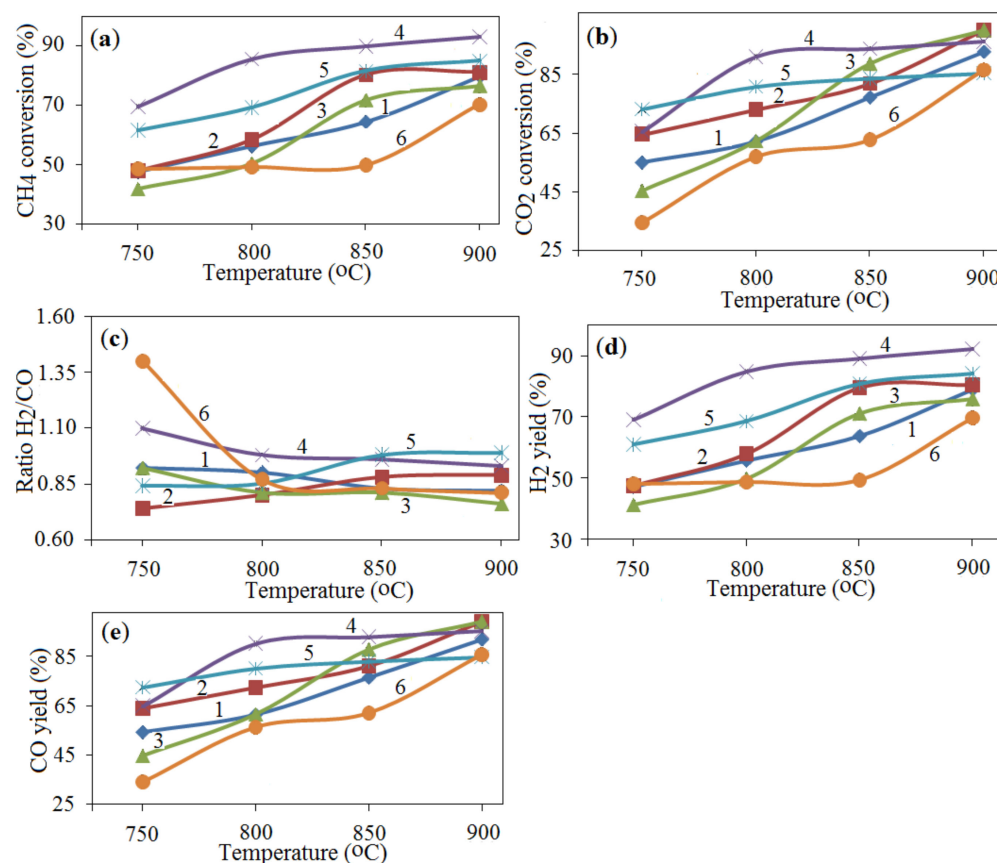 (a)
CH4 conversion (%)
90
70
50
30
4
5
3
1
2
6
750 800 850 900
Temperature (oC)
(b)
CO2 conversion (%)
85
65
45
25
4
3
5
2
1
6
750 800 850 900
Temperature (oC)
(c)
Ratio H2/CO
1.60
1.35
1.10
0.85
0.60
6
1
4
5
2
3
750 800 850 900
Temperature (oC)
(d)
H2 yield (%)
90
70
50
30
4
5
3
2
1
6
750 800 850 900
Temperature (oC)
(e)
CO yield (%)
85
65
45
25
4
5
2
1
6
3
750 800 850 900
Temperature (oC)